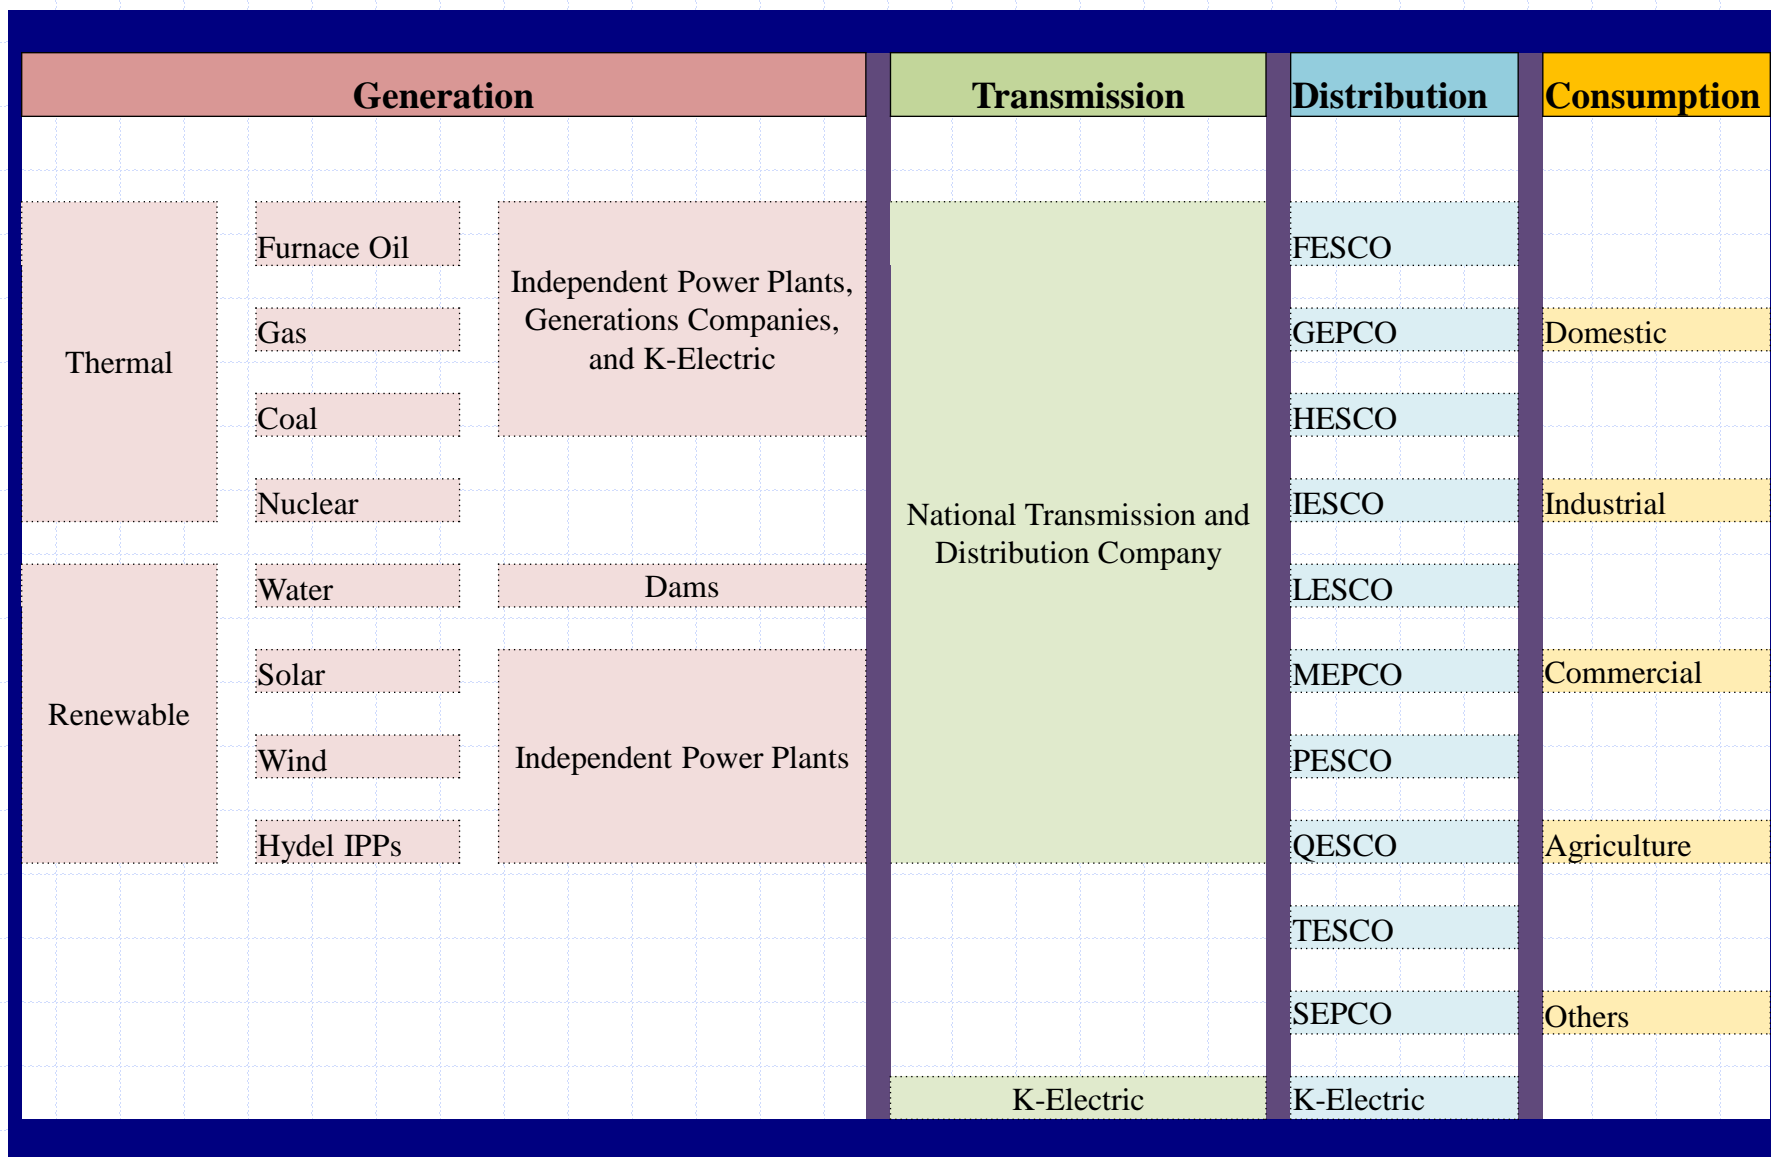 Generation
Transmission
Distribution
Consumption
Thermal
Furnace Oil
Gas
Coal
Nuclear
Independent Power Plants,
Generations Companies,
and K-Electric
Renewable
Water
Solar
Wind
Hydel IPPs
Dams
Independent Power Plants
National Transmission and
Distribution Company
K-Electric
FESCO
GEPCO
HESCO
IESCO
LESCO
MEPCO
PESCO
QESCO
TESCO
SEPCO
K-Electric
Domestic
Industrial
Commercial
Agriculture
Others